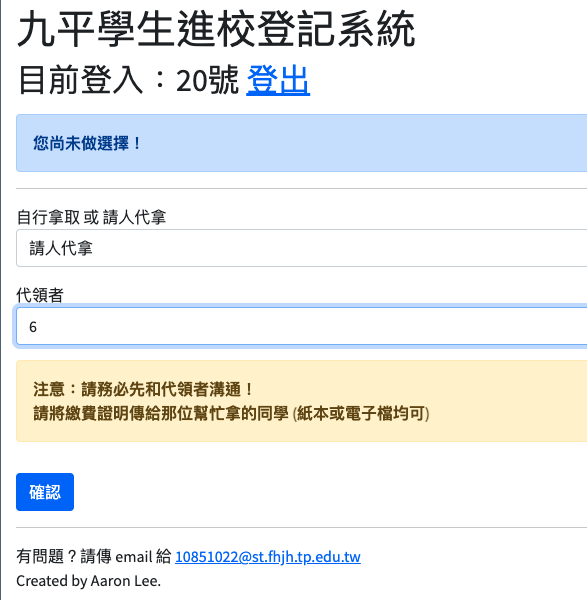 九平學生進校登記系統
目前登入：20號 登出
您尚未做選擇！
自行拿取 或 請人代拿
請人代拿
代領者
6
注意：請務必先和代領者溝通！
請將繳費證明傳給那位幫忙拿的同學 (紙本或電子檔均可)
確認
有問題？請傳 email 給 10851022@st.fhjh.tp.edu.tw
Created by Aaron Lee.